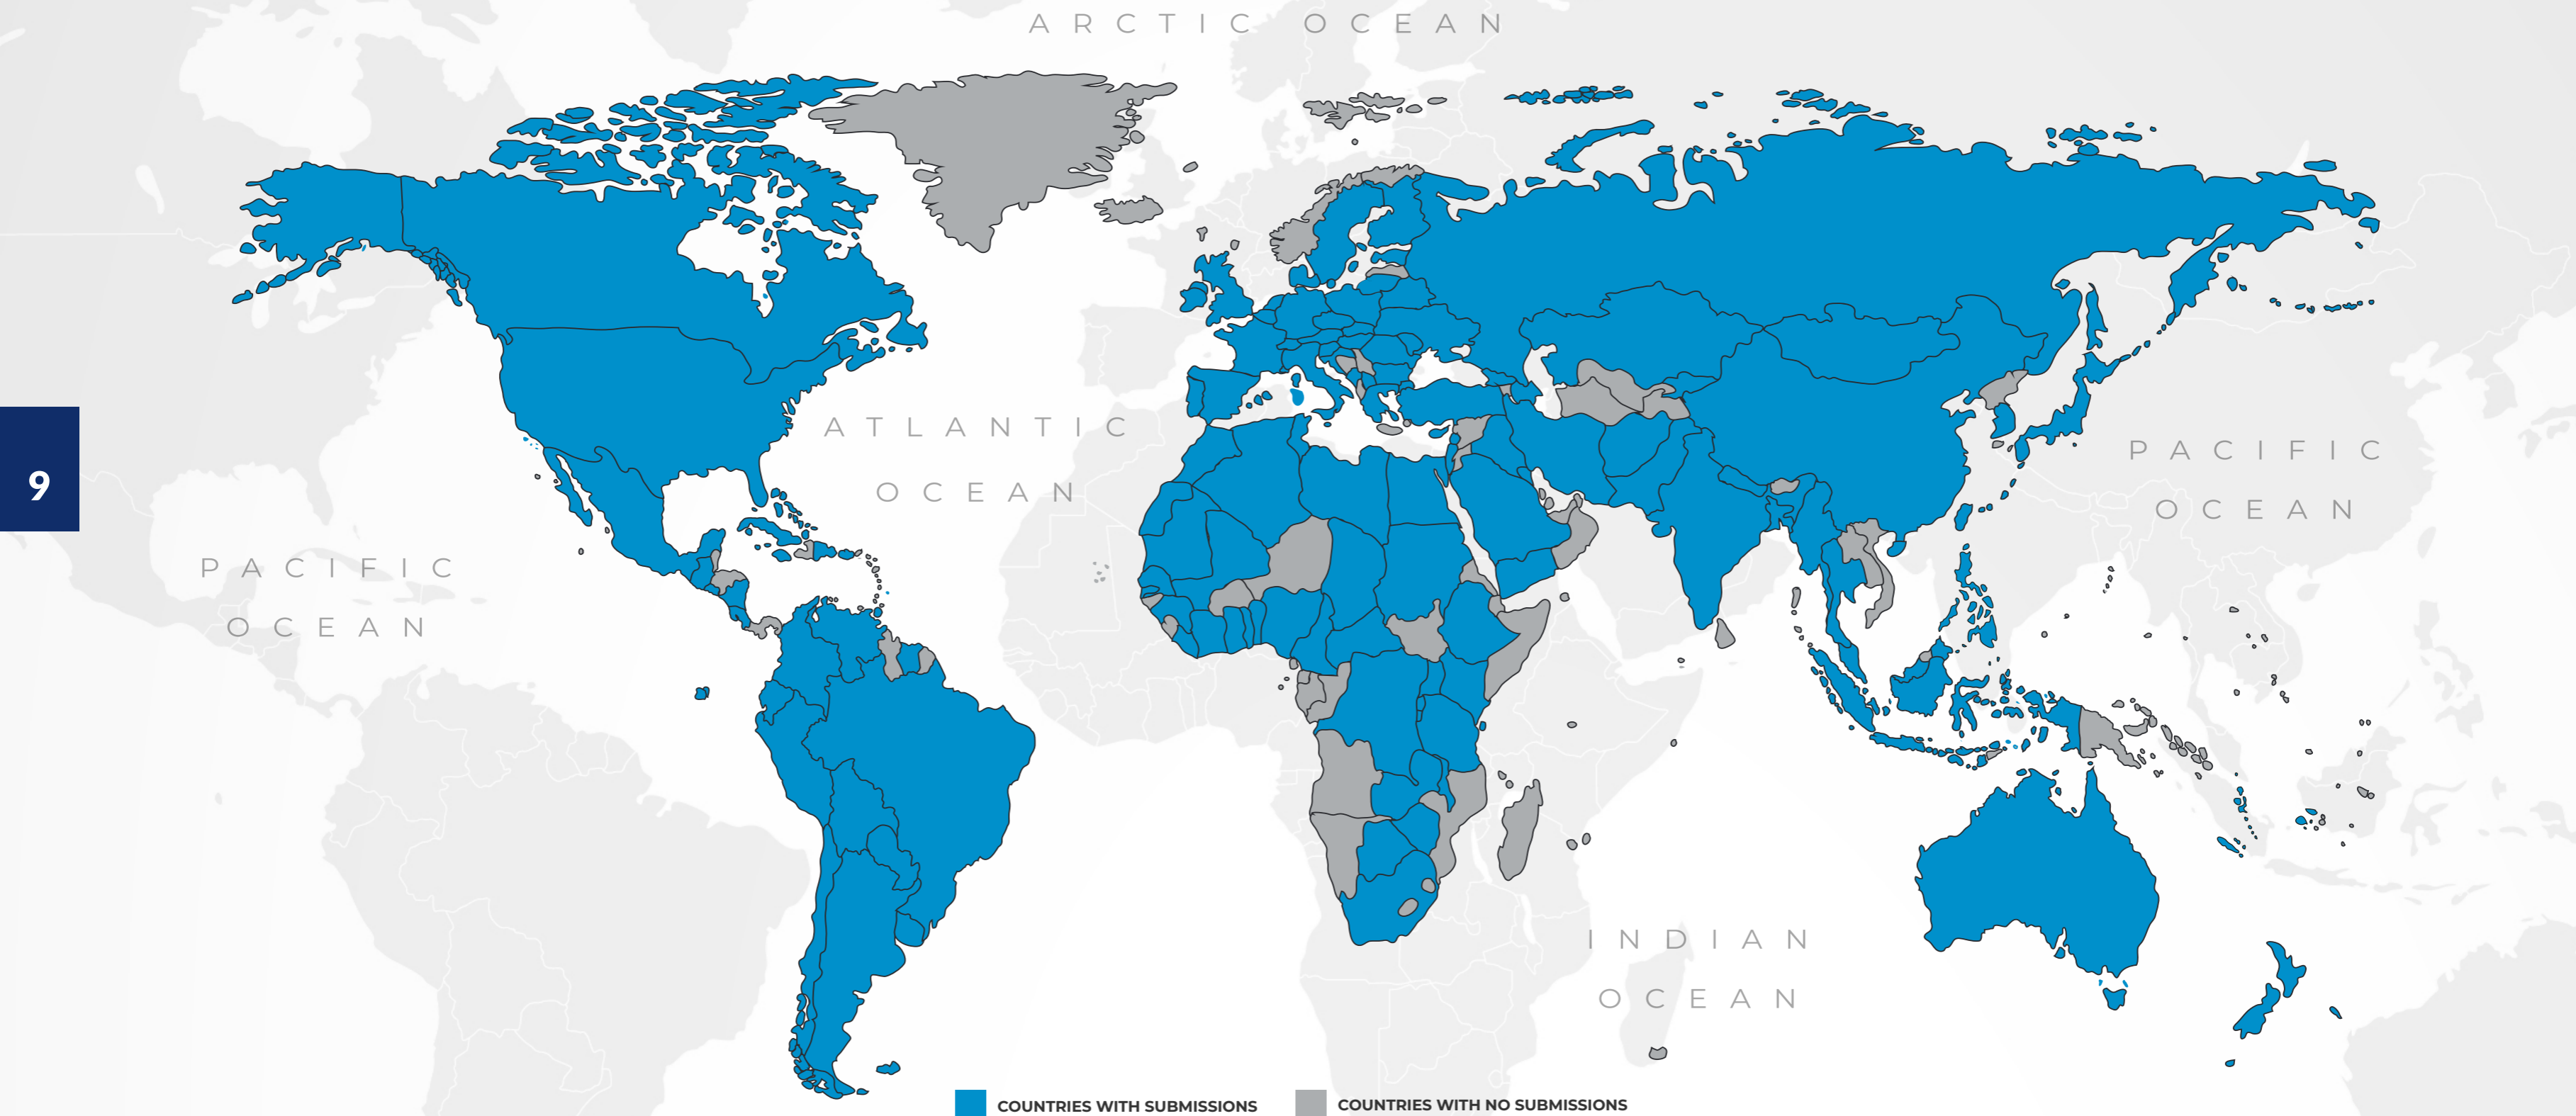 ARCTIC OCEAN
9
ATLANTIC
OCEAN
PACIFIC
OCEAN
PACIFIC
OCEAN
INDIAN
OCEAN
COUNTRIES WITH SUBMISSIONS
COUNTRIES WITH NO SUBMISSIONS